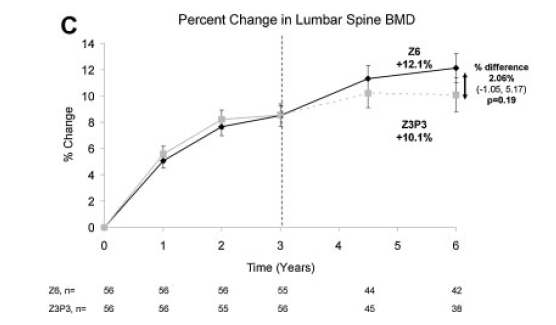 C
Percent Change in Lumbar Spine BMD
14
12
10
8
6
4
2
0
% Change
Z6
+12.1%
% difference
2.06%
(-1.05, 5.17)
p=0.19
Z3P3
+10.1%
0 1 2 3 4 5 6
Time (Years)
Z6, n= 56 56 56 55 44 42
Z3P3, n= 56 56 55 56 45 38